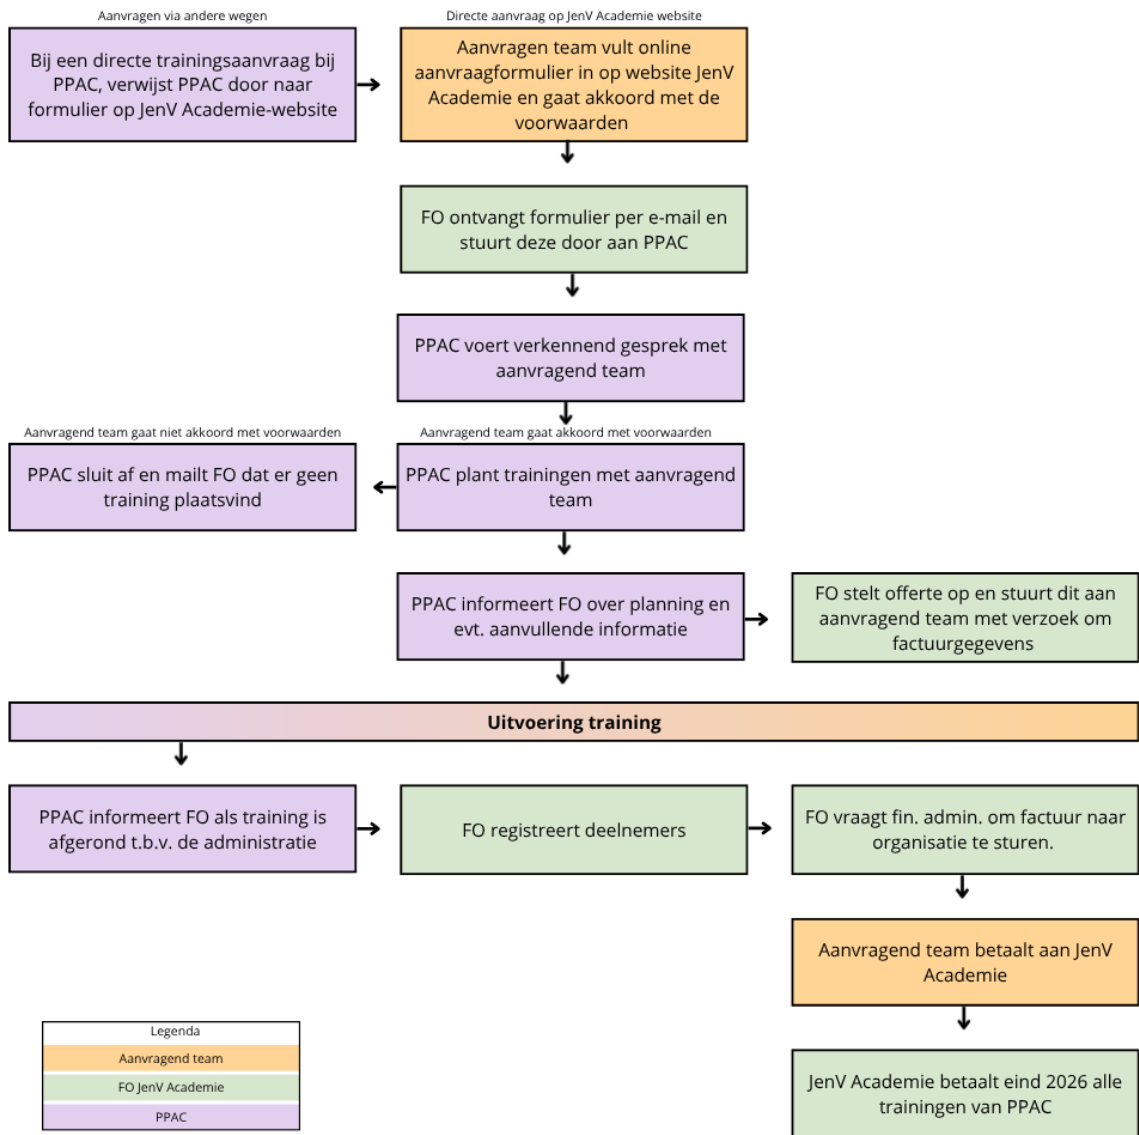 Aanvragen via andere wegen
Directe aanvraag op JenV Academie website
Bij een directe trainingsaanvraag bij
PPAC, verwijst PPAC door naar
formulier op JenV Academie-website
Aanvragen team vult online
aanvraagformulier in op website JenV
Academie en gaat akkoord met de
voorwaarden
FO ontvangt formulier per e-mail en
stuurt deze door aan PPAC
PPAC voert verkennend gesprek met
aanvragend team
Aanvragend team gaat niet akkoord met voorwaarden
Aanvragend team gaat akkoord met voorwaarden
PPAC sluit af en mailt FO dat er geen
training plaatsvind
PPAC plant trainingen met aanvragend
team
PPAC informeert FO over planning en
evt. aanvullende informatie
FO stelt offerte op en stuurt dit aan
aanvragend team met verzoek om
factuurgegevens
Uitvoering training
PPAC informeert FO als training is
afgerond t.b.v. de administratie
FO registreert deelnemers
FO vraagt fin. admin. om factuur naar
organisatie te sturen.
Aanvragend team betaalt aan JenV
Academie
JenV Academie betaalt eind 2026 alle
trainingen van PPAC
Legenda
Aanvragend team
FO JenV Academie
PPAC